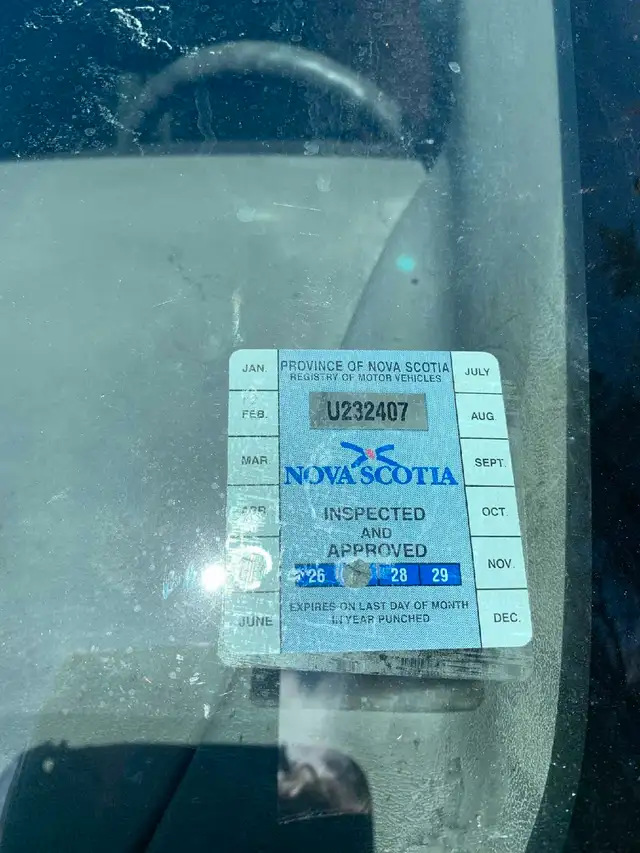 JAN.
FEB.
MAR
APR
JUNE
PROVINCE OF NOVA SCOTIA
REGISTRY OF MOTOR VEHICLES
U232407
NOVA SCOTIA
INSPECTED
AND
APPROVED
26 28 29
EXPIRES ON LAST DAY OF MONTH
IN YEAR PUNCHED
JULY
AUG
SEPT.
OCT.
NOV.
DEC.